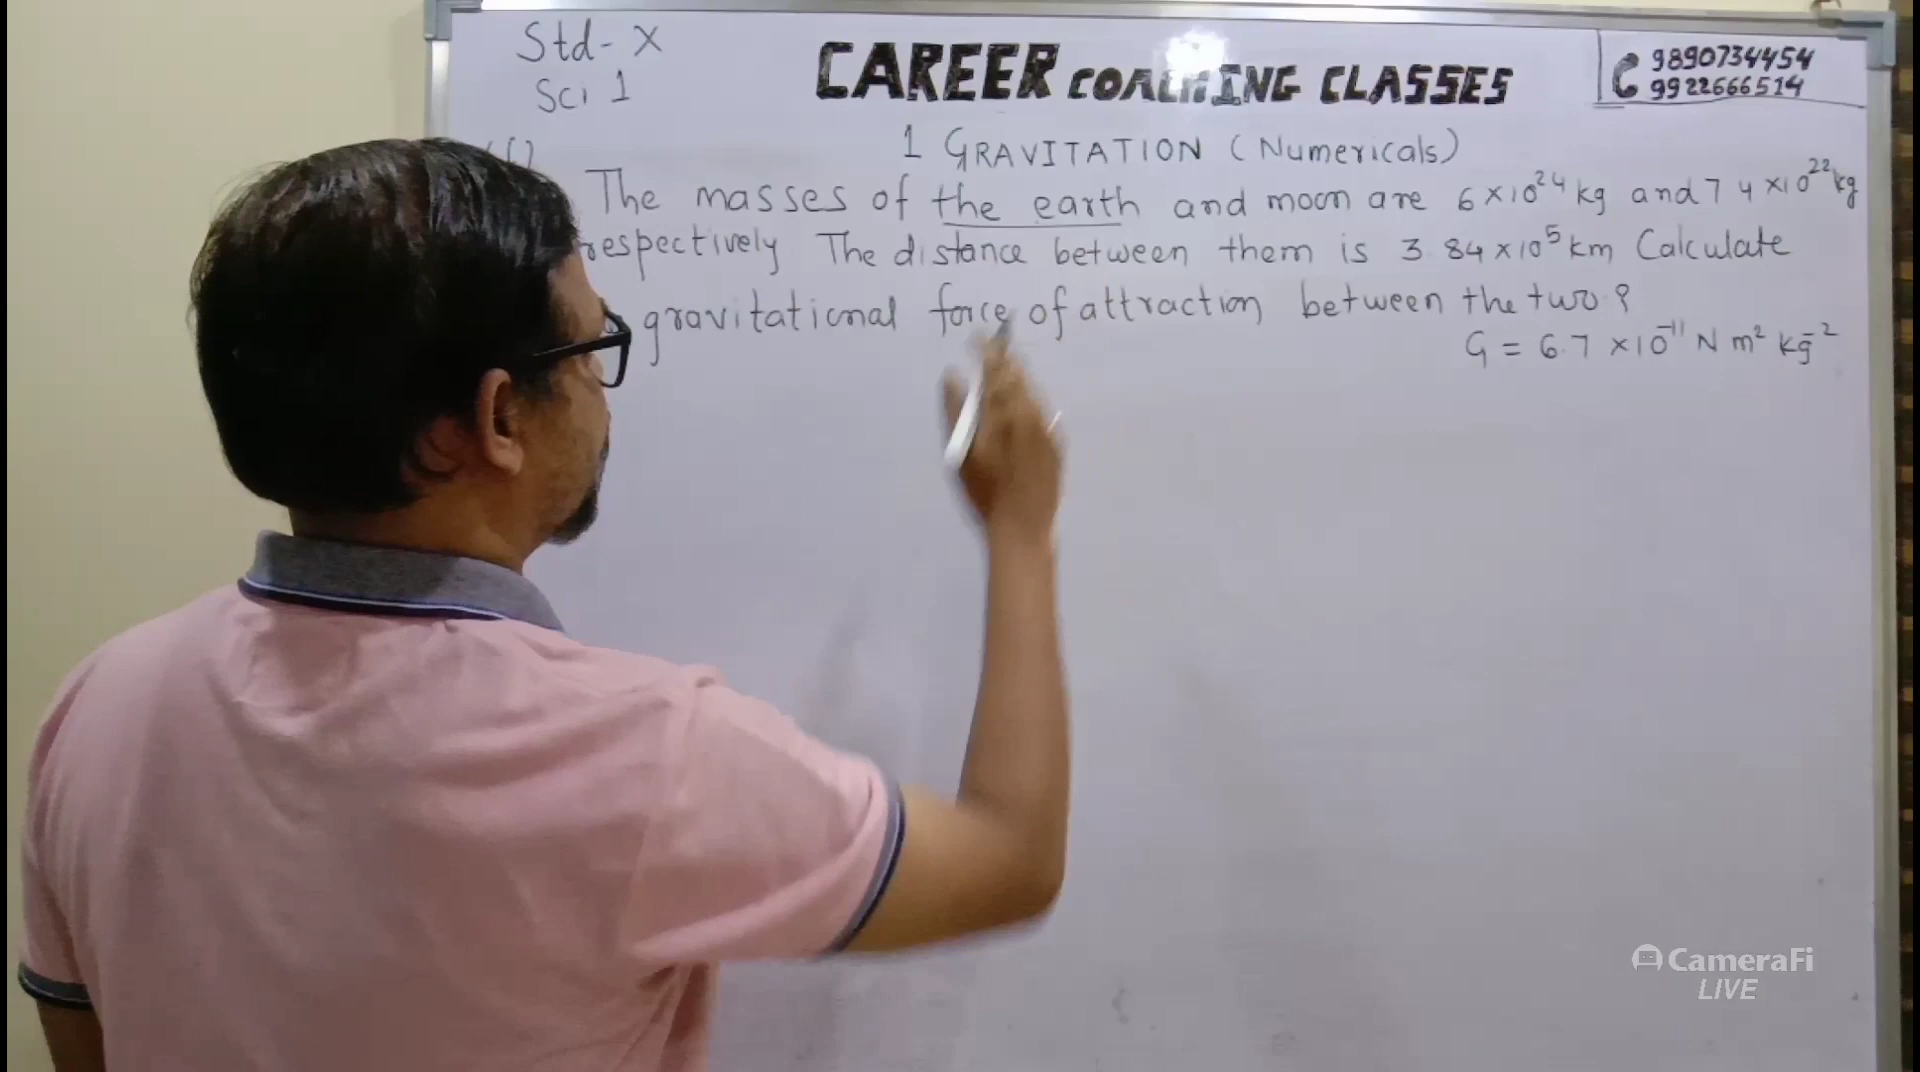 Std- X
Sci 1
CAREER COACHING CLASSES
9890734454
9922666514
1 GRAVITATION (Numericals)
The masses of the earth and moon are 6 ×10²⁴ kg and 7 4 ×10²² kg
respectively The distance between them is 3.84 ×10⁵ km Calculate
gravitational force of attraction between the two ?
G = 6.7 ×10⁻¹¹ N m² kg⁻²
CameraFi
LIVE